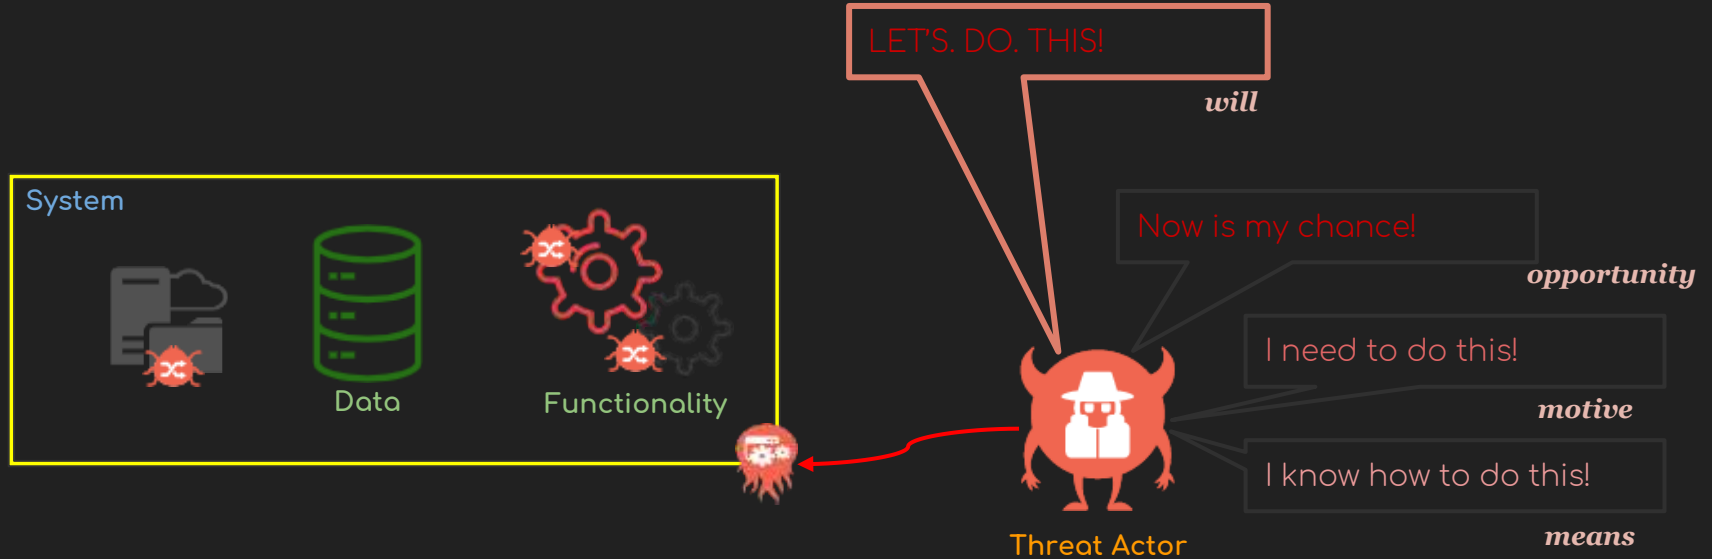 LET'S. DO. THIS!
will
System
Now is my chance!
opportunity
I need to do this!
Data
Functionality
motive
I know how to do this!
means
Threat Actor